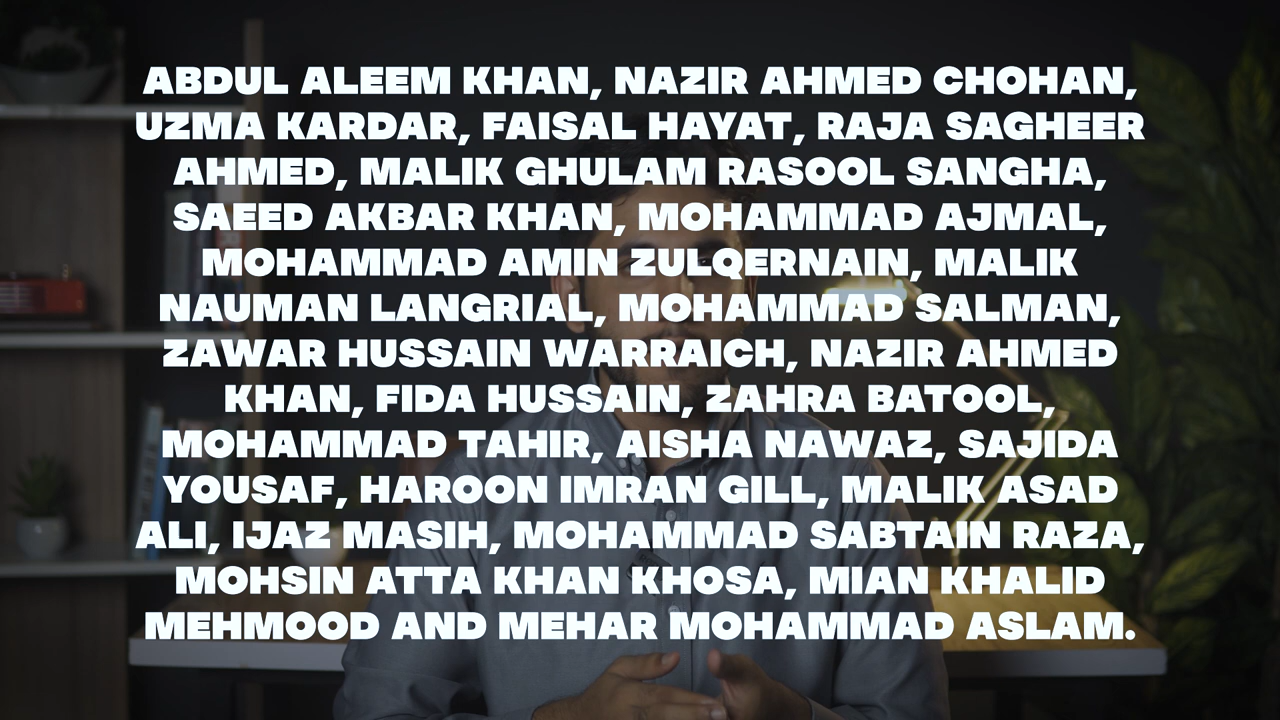 ABDUL ALEEM KHAN, NAZIR AHMED CHOHAN,
UZMA KARDAR, FAISAL HAYAT, RAJA SAGHEER
AHMED, MALIK GHULAM RASOOL SANGHA,
SAEED AKBAR KHAN, MOHAMMAD AJMAL,
MOHAMMAD AMIN ZULQERNAIN, MALIK
NAUMAN LANGRIAL, MOHAMMAD SALMAN,
ZAWAR HUSSAIN WARRAICH, NAZIR AHMED
KHAN, FIDA HUSSAIN, ZAHRA BATOOL,
MOHAMMAD TAHIR, AISHA NAWAZ, SAJIDA
YOUSAF, HAROON IMRAN GILL, MALIK ASAD
ALI, IJAZ MASIH, MOHAMMAD SABTAIN RAZA,
MOHSIN ATTA KHAN KHOSA, MIAN KHALID
MEHMOOD AND MEHAR MOHAMMAD ASLAM.